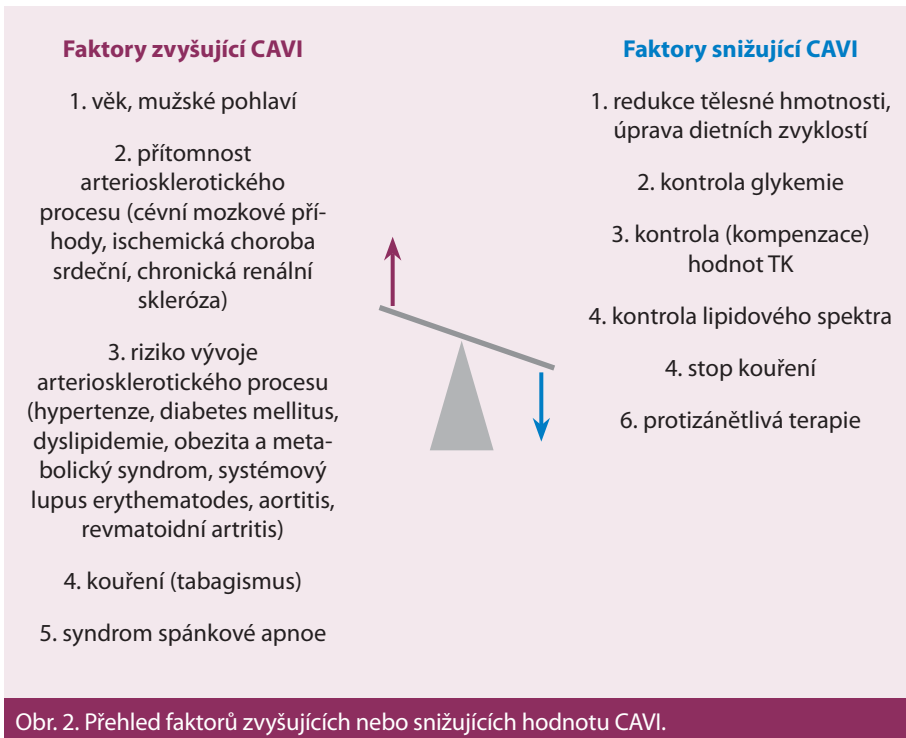 Faktory zvyšující CAVI
1. věk, mužské pohlaví
2. přítomnost
arteriosklerotického
procesu (cévní mozkové pří-
hody, ischemická choroba
srdeční, chronická renální
skleróza)
3. riziko vývoje
arteriosklerotického procesu
(hypertenze, diabetes mellitus,
dyslipidemie, obezita a meta-
bolický syndrom, systémový
lupus erythematodes, aortitis,
revmatoidní artritis)
4. kouření (tabagismus)
5. syndrom spánkové apnoe
Faktory snižující CAVI
1. redukce tělesné hmotnosti,
úprava dietních zvyklostí
2. kontrola glykemie
3. kontrola (kompenzace)
hodnot TK
4. kontrola lipidového spektra
4. stop kouření
6. protizánětlivá terapie
Obr. 2. Přehled faktorů zvyšujících nebo snižujících hodnotu CAVI.